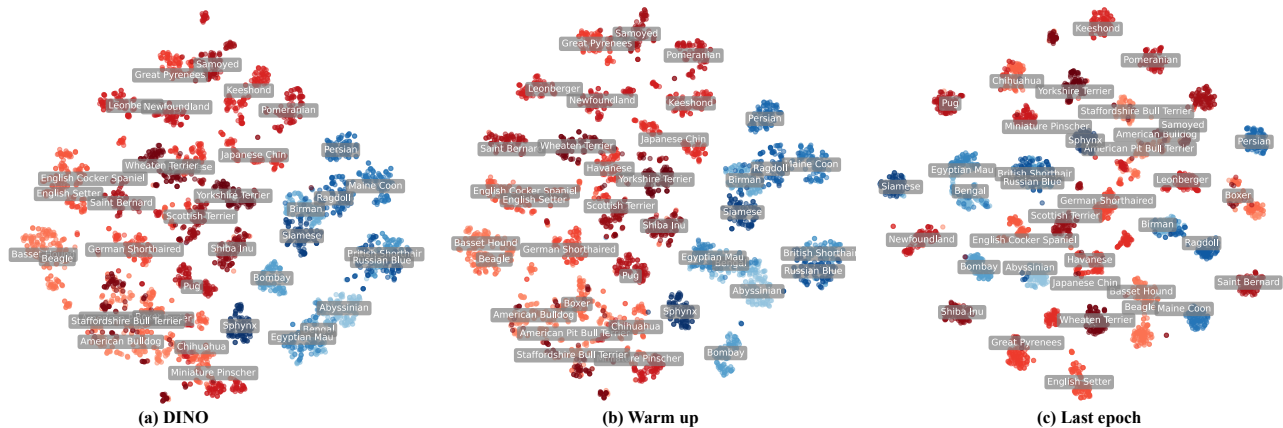 Samoyed
Great Pyrenees
Keeshond
Newfoundland
Pomeranian
Persian
Japanese Chin
Wheaten Terrier
English Cocker Spaniel
English Setter
Saint Bernard
Maine Coon
Ragdoll
Yorkshire Terrier
Birman
Scottish Terrier
Siamese
German Shorthaired
Shiba Inu
Beagle
British Shorthair
Russian Blue
Bombay
Pug
Abyssinian
Staffordshire Bull Terrier
Sphynx
Bengal
Egyptian Mau
American Bulldog
Chihuahua
Miniature Pinscher
(a) DINO
Samoyed
Great Pyrenees
Pomeranian
Leonberger
Newfoundland
Keeshond
Persian
Japanese Chin
Saint Bernar
Wheaten Terrier
Havanese
Ragdoll
Maine Coon
Birman
Yorkshire Terrier
English Cocker Spaniel
English Setter
Scottish Terrier
Siamese
Shiba Inu
Basset Hound
German Shorthaired
Beagle
Egyptian Mau
British Shorthair
Russian Blue
Pug
Abyssinian
Boxer
American Bulldog
Sphynx
Chihuahua
American Pit Bull Terrier
Staffordshire Bull Terrier
re Pinscher
Bombay
(b) Warm up
Keeshond
Pomeranian
Chihuahua
Yorkshire Terrier
Pug
Staffordshire Bull Terrier
Miniature Pinscher
Samoyed
American Bulldog
Sphynx
American Pit Bull Terrier
Persian
Egyptian Mau
British Shorthair
Russian Blue
Siamese
Bengal
Leonberger
Boxer
German Shorthaired
Scottish Terrier
Birman
Newfoundland
English Cocker Spaniel
Ragdoll
Havanese
Bombay
Abyssinian
Japanese Chin
Saint Bernard
Basset Hound
Beagle
Maine Coon
Shiba Inu
Wheaten Terrier
Great Pyrenees
English Setter
(c) Last epoch